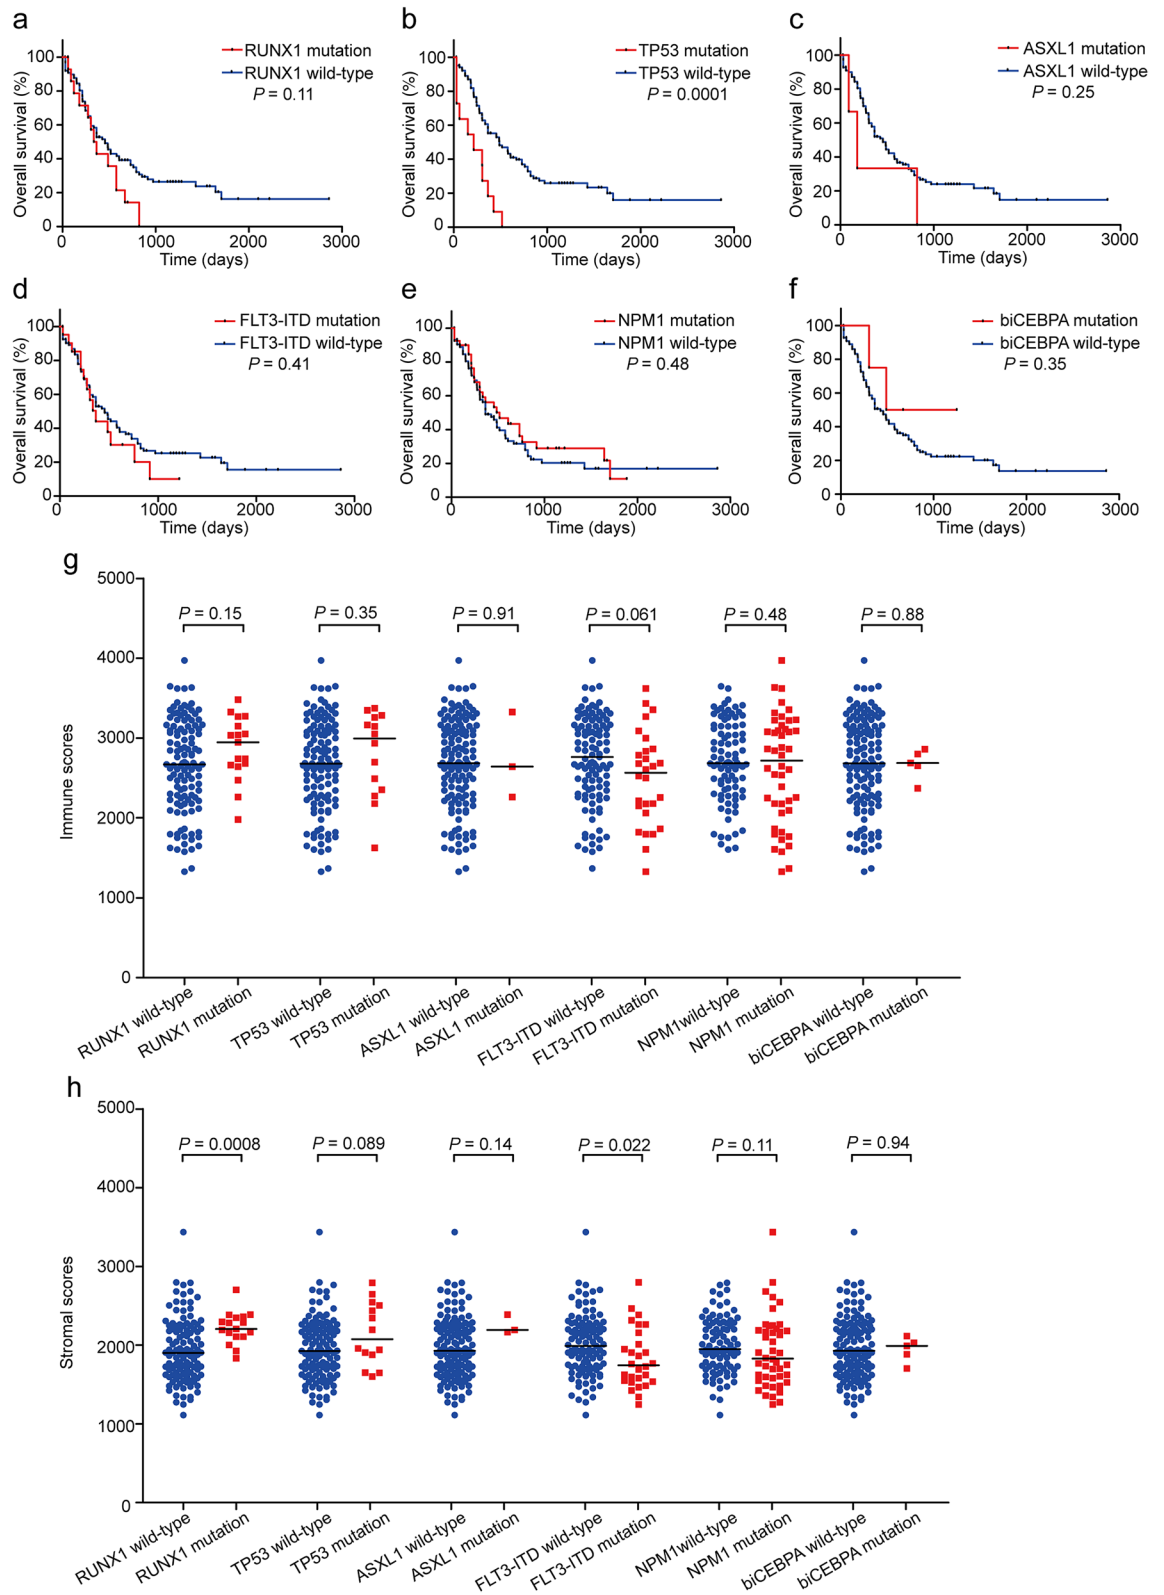 a
RUNX1 mutation
RUNX1 wild-type
P = 0.11
Overall survival (%)
100
80
60
40
20
0
0 1000 2000 3000
Time (days)
b
TP53 mutation
TP53 wild-type
P = 0.0001
Overall survival (%)
100
80
60
40
20
0
0 1000 2000 3000
Time (days)
c
ASXL1 mutation
ASXL1 wild-type
P = 0.25
Overall survival (%)
100
80
60
40
20
0
0 1000 2000 3000
Time (days)
d
FLT3-ITD mutation
FLT3-ITD wild-type
P = 0.41
Overall survival (%)
100
80
60
40
20
0
0 1000 2000 3000
Time (days)
e
NPM1 mutation
NPM1 wild-type
P = 0.48
Overall survival (%)
100
80
60
40
20
0
0 1000 2000 3000
Time (days)
f
biCEBPA mutation
biCEBPA wild-type
P = 0.35
Overall survival (%)
100
80
60
40
20
0
0 1000 2000 3000
Time (days)
g
P = 0.15 P = 0.35 P = 0.91 P = 0.061 P = 0.48 P = 0.88
Immune scores
5000
4000
3000
2000
1000
0
RUNX1 wild-type
RUNX1 mutation
TP53 wild-type
TP53 mutation
ASXL1 wild-type
ASXL1 mutation
FLT3-ITD wild-type
FLT3-ITD mutation
NPM1wild-type
NPM1 mutation
biCEBPA wild-type
biCEBPA mutation
h
P = 0.0008 P = 0.089 P = 0.14 P = 0.022 P = 0.11 P = 0.94
Stromal scores
5000
4000
3000
2000
1000
0
RUNX1 wild-type
RUNX1 mutation
TP53 wild-type
TP53 mutation
ASXL1 wild-type
ASXL1 mutation
FLT3-ITD wild-type
FLT3-ITD mutation
NPM1wild-type
NPM1 mutation
biCEBPA wild-type
biCEBPA mutation